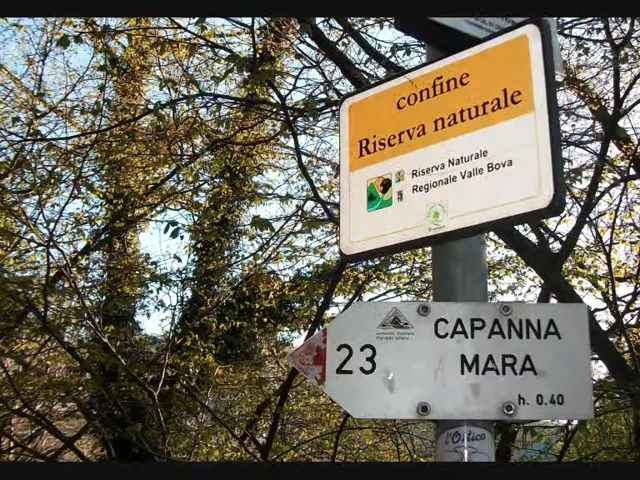 confine
Riserva naturale
Riserva Naturale
Regionale Valle Bova
23
CAPANNA
MARA
h. 0.40